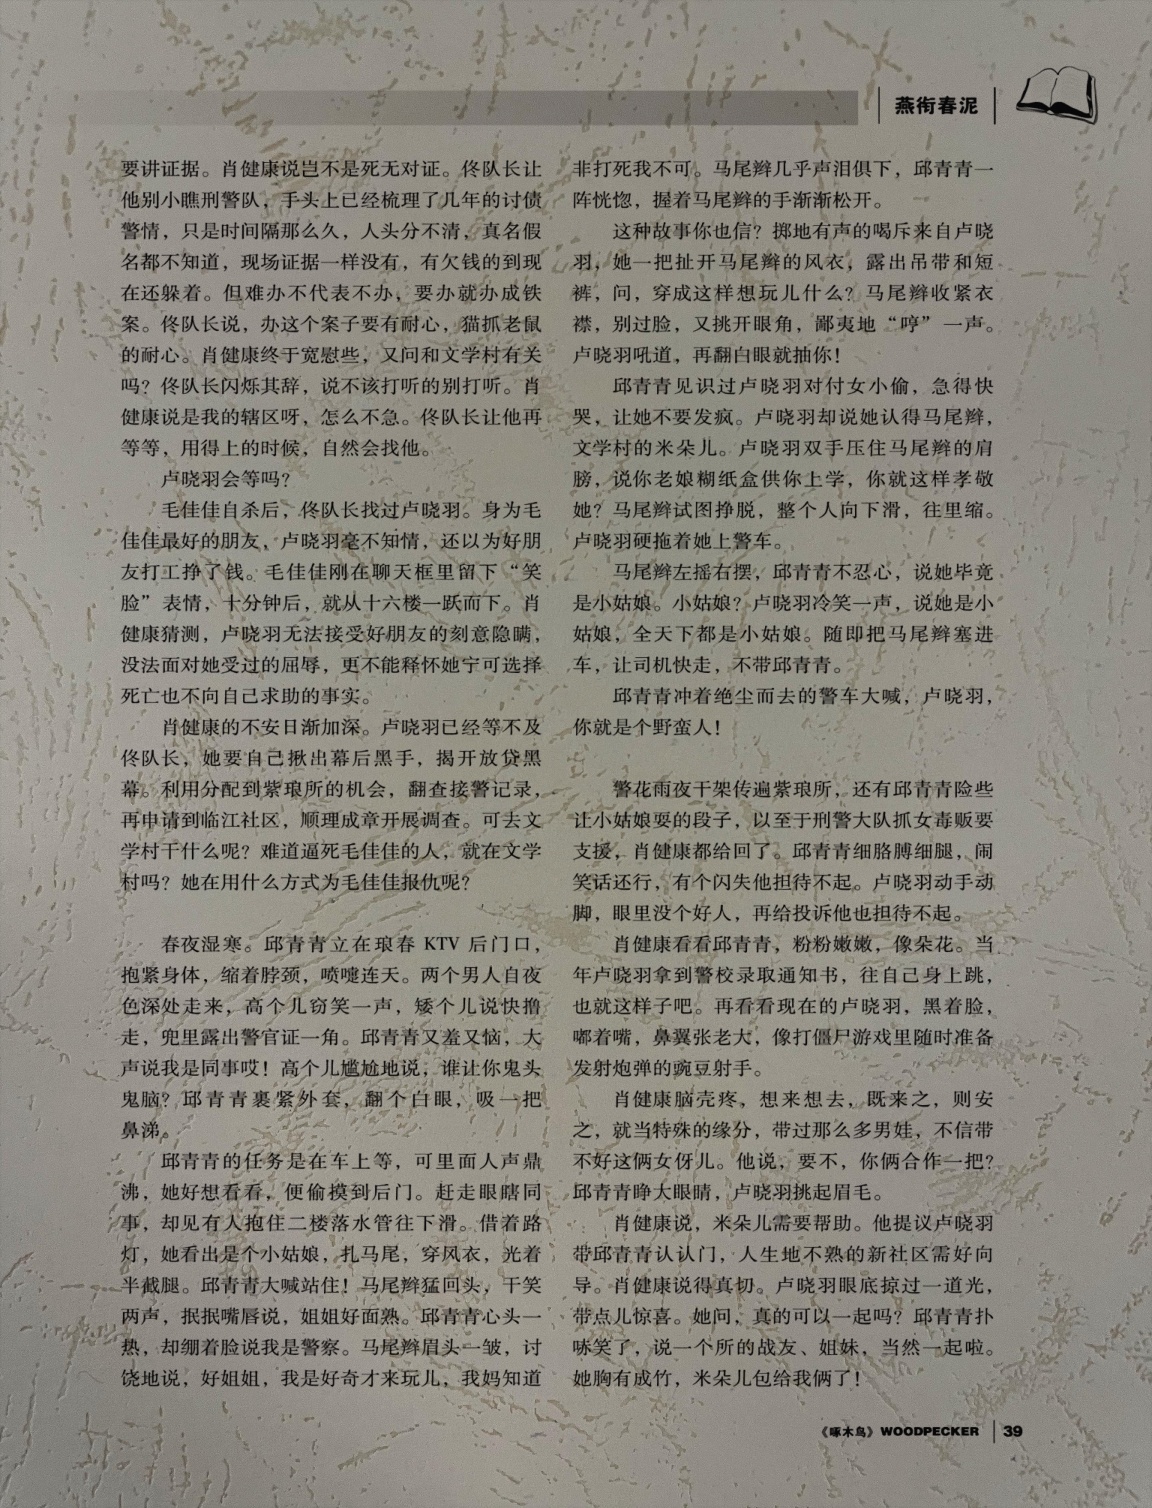 燕衔春泥
要讲证据。肖健康说岂不是死无对证。佟队长让
他别小瞧刑警队，手头上已经梳理了几年的讨债
警情，只是时间隔那么久，人头分不清，真名假
名都不知道，现场证据一样没有，有欠钱的到现
在还躲着。但难办不代表不办，要办就办成铁
案。佟队长说，办这个案子要有耐心，猫抓老鼠
的耐心。肖健康终于宽慰些，又问和文学村有关
吗？佟队长闪烁其辞，说不该打听的别打听。肖
健康说是我的辖区呀，怎么不急。佟队长让他再
等等，用得上的时候，自然会找他。
卢晓羽会等吗？
毛佳佳自杀后，佟队长找过卢晓羽。身为毛
佳佳最好的朋友，卢晓羽毫不知情，还以为好朋
友打工挣了钱。毛佳佳刚在聊天框里留下“笑
脸”表情，十分钟后，就从十六楼一跃而下。肖
健康猜测，卢晓羽无法接受好朋友的刻意隐瞒，
没法面对她受过的屈辱，更不能释怀她宁可选择
死亡也不向自己求助的事实。
肖健康的不安日渐加深。卢晓羽已经等不及
佟队长，她要自己揪出幕后黑手，揭开放贷黑
幕。利用分配到紫琅所的机会，翻查接警记录，
再申请到临江社区，顺理成章开展调查。可去文
学村干什么呢？难道逼死毛佳佳的人，就在文学
村吗？她在用什么方式为毛佳佳报仇呢？
春夜湿寒。邱青青立在琅春 KTV 后门口，
抱紧身体，缩着脖颈，喷嚏连天。两个男人自夜
色深处走来，高个儿窃笑一声，矮个儿说快撸
走，兜里露出警官证一角。邱青青又羞又恼，大
声说我是同事哎！高个儿尴尬地说，谁让你鬼头
鬼脑？邱青青裹紧外套，翻个白眼，吸一把
鼻涕。
邱青青的任务是在车上等，可里面人声鼎
沸，她好想看看，便偷摸到后门。赶走眼瞎同
事，却见有人抱住二楼落水管往下滑。借着路
灯，她看出是个小姑娘，扎马尾，穿风衣，光着
半截腿。邱青青大喊站住！马尾辫猛回头，干笑
两声，抿抿嘴唇说，姐姐好面熟。邱青青心头一
热，却绷着脸说我是警察。马尾辫眉头一皱，讨
饶地说，好姐姐，我是好奇才来玩儿，我妈知道
非打死我不可。马尾辫几乎声泪俱下，邱青青一
阵恍惚，握着马尾辫的手渐渐松开。
这种故事你也信？掷地有声的喝斥来自卢晓
羽，她一把扯开马尾辫的风衣，露出吊带和短
裤，问，穿成这样想玩儿什么？马尾辫收紧衣
襟，别过脸，又挑开眼角，鄙夷地“哼”一声。
卢晓羽吼道，再翻白眼就抽你！
邱青青见识过卢晓羽对付女小偷，急得快
哭，让她不要发疯。卢晓羽却说她认得马尾辫，
文学村的米朵儿。卢晓羽双手压住马尾辫的肩
膀，说你老娘糊纸盒供你上学，你就这样孝敬
她？马尾辫试图挣脱，整个人向下滑，往里缩。
卢晓羽硬拖着她上警车。
马尾辫左摇右摆，邱青青不忍心，说她毕竟
是小姑娘。小姑娘？卢晓羽冷笑一声，说她是小
姑娘，全天下都是小姑娘。随即把马尾辫塞进
车，让司机快走，不带邱青青。
邱青青冲着绝尘而去的警车大喊，卢晓羽，
你就是个野蛮人！
警花雨夜干架传遍紫琅所，还有邱青青险些
让小姑娘耍的段子，以至于刑警大队抓女毒贩要
支援，肖健康都给回了。邱青青细胳膊细腿，闹
笑话还行，有个闪失他担待不起。卢晓羽动手动
脚，眼里没个好人，再给投诉他也担待不起。
肖健康看看邱青青，粉粉嫩嫩，像朵花。当
年卢晓羽拿到警校录取通知书，往自己身上跳，
也就这样子吧。再看看现在的卢晓羽，黑着脸，
嘟着嘴，鼻翼张老大，像打僵尸游戏里随时准备
发射炮弹的豌豆射手。
肖健康脑壳疼，想来想去，既来之，则安
之，就当特殊的缘分，带过那么多男娃，不信带
不好这俩女伢儿。他说，要不，你俩合作一把？
邱青青睁大眼睛，卢晓羽挑起眉毛。
肖健康说，米朵儿需要帮助。他提议卢晓羽
带邱青青认认门，人生地不熟的新社区需好向
导。肖健康说得真切。卢晓羽眼底掠过一道光，
带点儿惊喜。她问，真的可以一起吗？邱青青扑
哧笑了，说一个所的战友、姐妹，当然一起啦。
她胸有成竹，米朵儿包给我俩了！
《啄木鸟》WOODPECKER 39